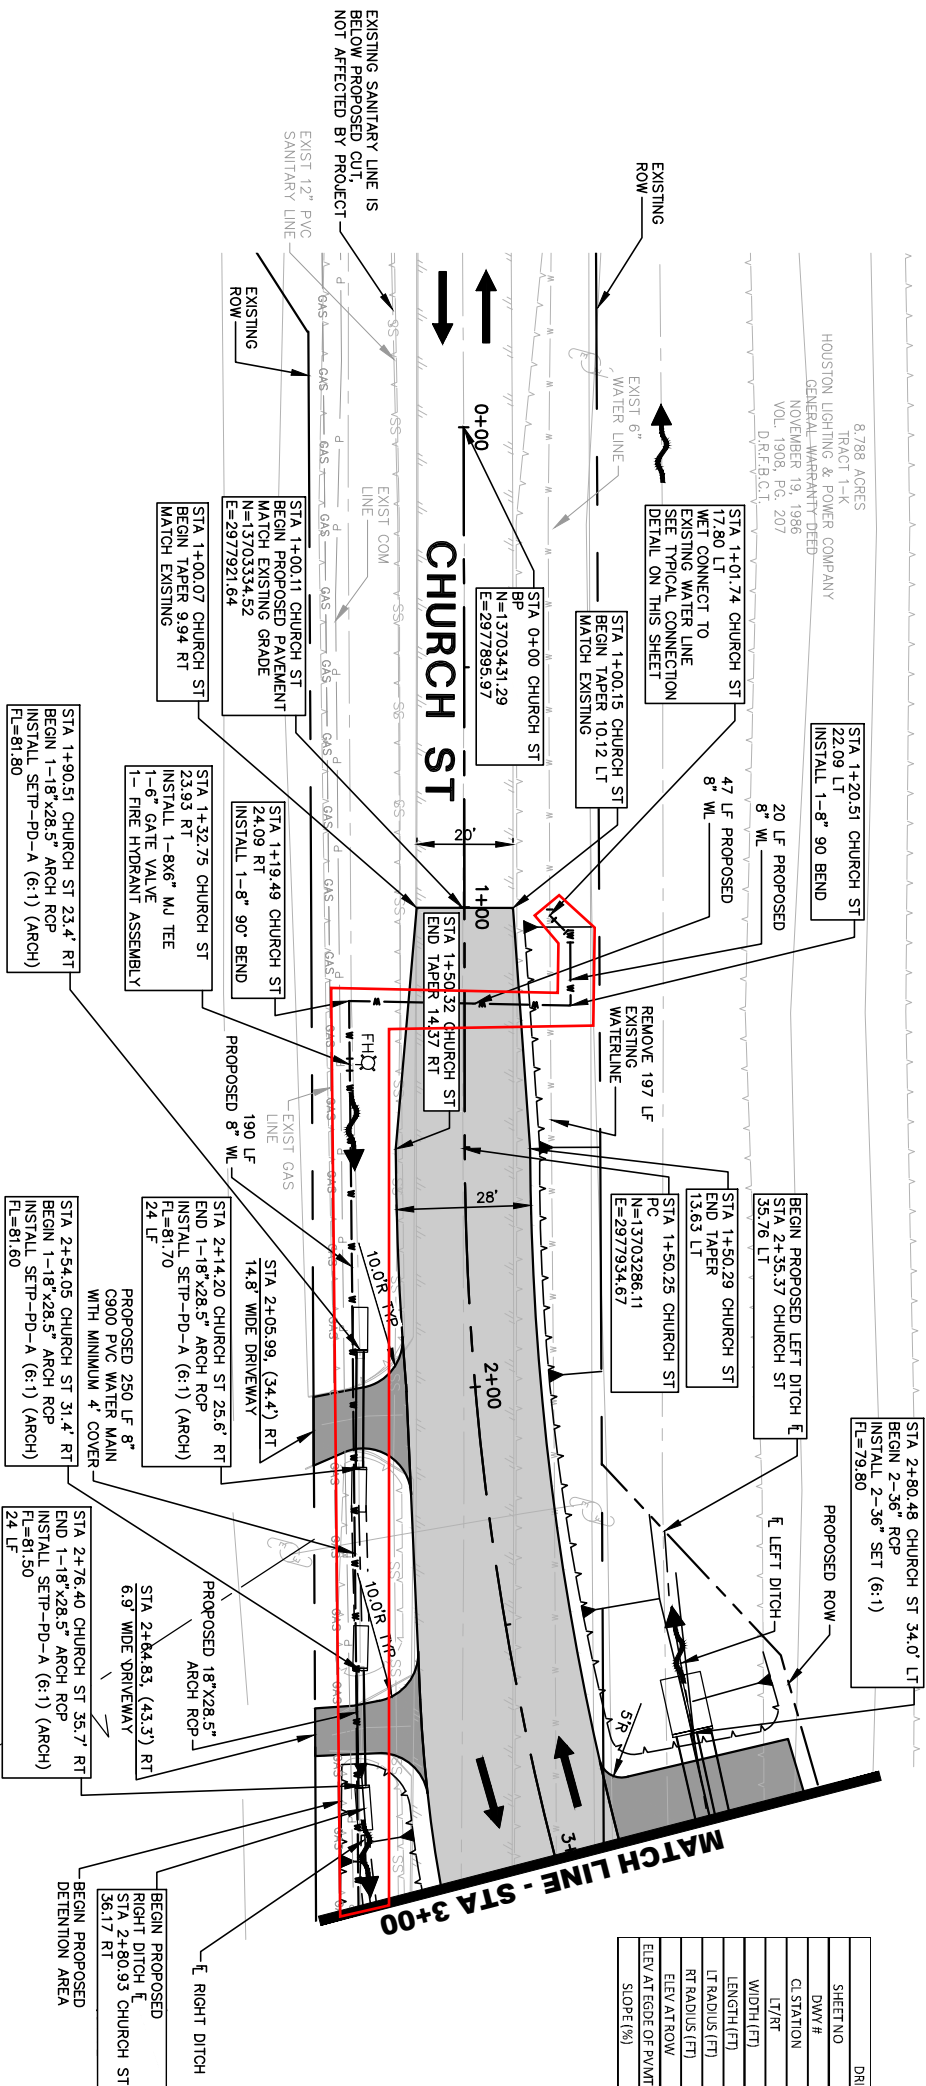 EXISTING SANITARY LINE IS
BELOW PROPOSED CUT,
NOT AFFECTED BY PROJECT
EXIST 12" PVC
SANITARY LINE
EXISTING
ROW
EXISTING
ROW
8.788 ACRES
TRACT 1-K
HOUSTON LIGHTING & POWER COMPANY
GENERAL WARRANTY DEED
NOVEMBER 19, 1986
VOL. 1908, PG. 207
D.R.F.B.C.T.
EXIST 6"
WATER LINE
EXIST COM
LINE
0+00
CHURCH ST
STA 1+01.74 CHURCH ST
17.80 LT
WET CONNECT TO
EXISTING WATER LINE
SEE TYPICAL CONNECTION
DETAIL ON THIS SHEET
STA 0+00 CHURCH ST
BP
N=13703431.29
E=2977895.97
STA 1+00.15 CHURCH ST
BEGIN TAPER 10.12 LT
MATCH EXISTING
STA 1+00.11 CHURCH ST
BEGIN PROPOSED PAVEMENT
MATCH EXISTING GRADE
N=13703334.52
E=2977921.64
STA 1+00.07 CHURCH ST
BEGIN TAPER 9.94 RT
MATCH EXISTING
STA 1+20.51 CHURCH ST
22.09 LT
INSTALL 1-8" 90 BEND
20 LF PROPOSED
8" WL
47 LF PROPOSED
8" WL
20'
1+00
STA 1+19.49 CHURCH ST
24.09 RT
INSTALL 1-8" 90° BEND
STA 1+32.75 CHURCH ST
23.93 RT
INSTALL 1-8X6" MJ TEE
1-6" GATE VALVE
1- FIRE HYDRANT ASSEMBLY
STA 1+90.51 CHURCH ST 23.4' RT
BEGIN 1-18"x28.5" ARCH RCP
INSTALL SETP-PD-A (6:1) (ARCH)
FL=81.80
STA 1+50.32 CHURCH ST
END TAPER 14.37 RT
REMOVE 197 LF
EXISTING
WATERLINE
FH
EXIST GAS
LINE
190 LF
PROPOSED 8" WL
28'
STA 1+50.25 CHURCH ST
PC
N=13703286.11
E=2977934.67
STA 1+50.29 CHURCH ST
END TAPER
13.63 LT
BEGIN PROPOSED LEFT DITCH ℄
STA 2+35.37 CHURCH ST
35.76 LT
10.0'R TYP
2+00
STA 2+05.99, (34.4') RT
14.8' WIDE DRIVEWAY
STA 2+14.20 CHURCH ST 25.6' RT
END 1-18"x28.5" ARCH RCP
INSTALL SETP-PD-A (6:1) (ARCH)
FL=81.70
24 LF
PROPOSED 250 LF 8"
C900 PVC WATER MAIN
WITH MINIMUM 4' COVER
STA 2+54.05 CHURCH ST 31.4' RT
BEGIN 1-18"x28.5" ARCH RCP
INSTALL SETP-PD-A (6:1) (ARCH)
FL=81.60
STA 2+80.48 CHURCH ST 34.0' LT
BEGIN 2-36" RCP
INSTALL 2-36" SET (6:1)
FL=79.80
PROPOSED ROW
℄ LEFT DITCH
10.0'R TYP
5'R
PROPOSED 18"X28.5"
ARCH RCP
STA 2+64.83, (43.3') RT
6.9' WIDE DRIVEWAY
STA 2+76.40 CHURCH ST 35.7' RT
END 1-18"x28.5" ARCH RCP
INSTALL SETP-PD-A (6:1) (ARCH)
FL=81.50
24 LF
3+
MATCH LINE - STA 3+00
℄ RIGHT DITCH
BEGIN PROPOSED
RIGHT DITCH ℄
STA 2+80.93 CHURCH ST
36.17 RT
BEGIN PROPOSED
DETENTION AREA
DRI
SHEET NO
DWY #
CL STATION
LT/RT
WIDTH (FT)
LENGTH (FT)
LT RADIUS (FT)
RT RADIUS (FT)
ELEV AT ROW
ELEV AT EGDE OF PVMT
SLOPE (%)